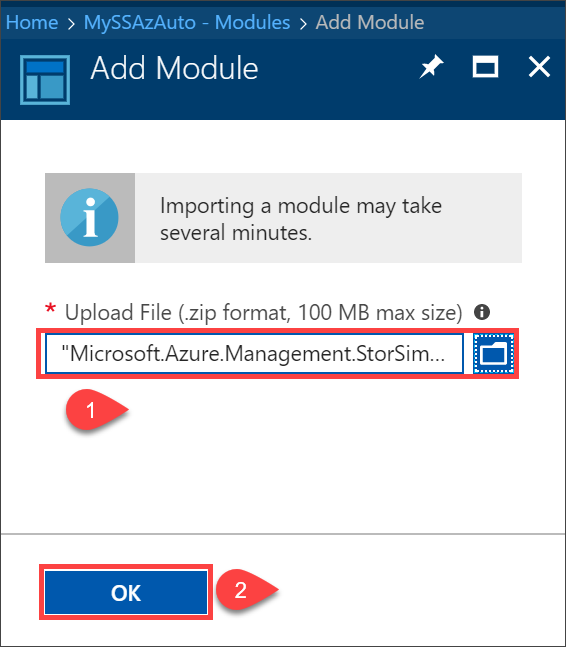 Home > MySSAzAuto - Modules > Add Module
Add Module
i
Importing a module may take
several minutes.
* Upload File (.zip format, 100 MB max size) i
"Microsoft.Azure.Management.StorSim...
1
OK
2